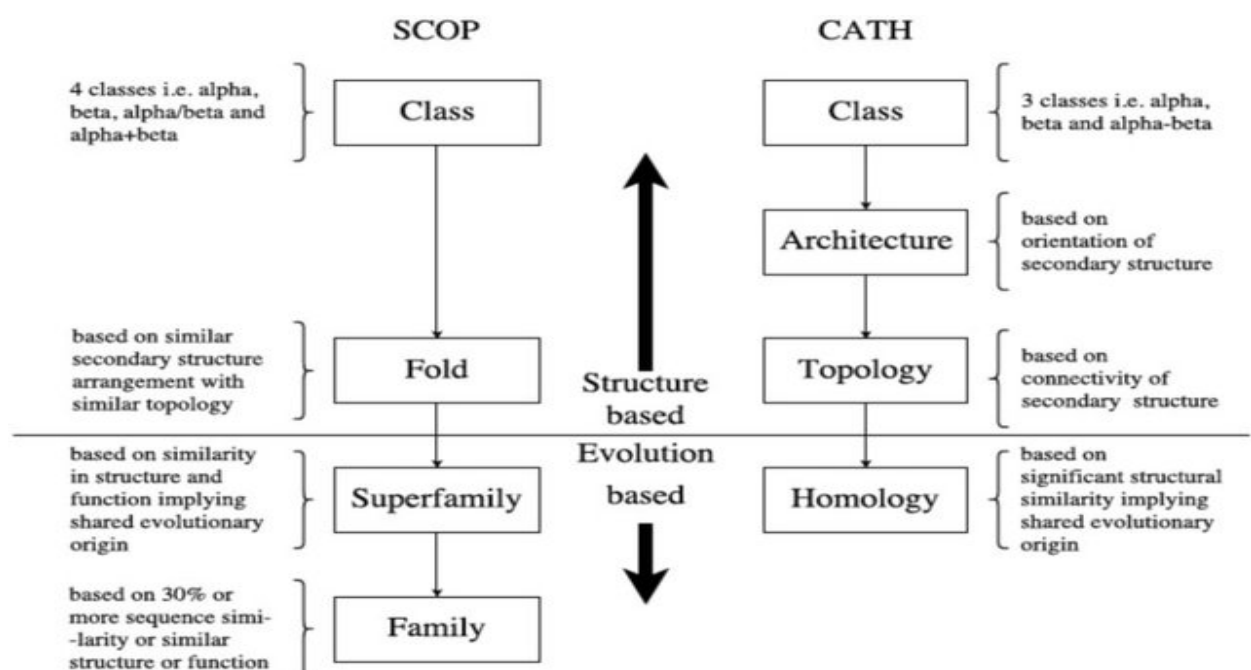 SCOP
CATH
4 classes i.e. alpha,
beta, alpha/beta and
alpha+beta
Class
Class
3 classes i.e. alpha,
beta and alpha-beta
Architecture
based on
orientation of
secondary structure
based on similar
secondary structure
arrangement with
similar topology
Fold
Structure
based
Topology
based on
connectivity of
secondary structure
based on similarity
in structure and
function implying
shared evolutionary
origin
Superfamily
Evolution
based
Homology
based on
significant structural
similarity implying
shared evolutionary
origin
based on 30% or
more sequence simi-
-larity or similar
structure or function
Family